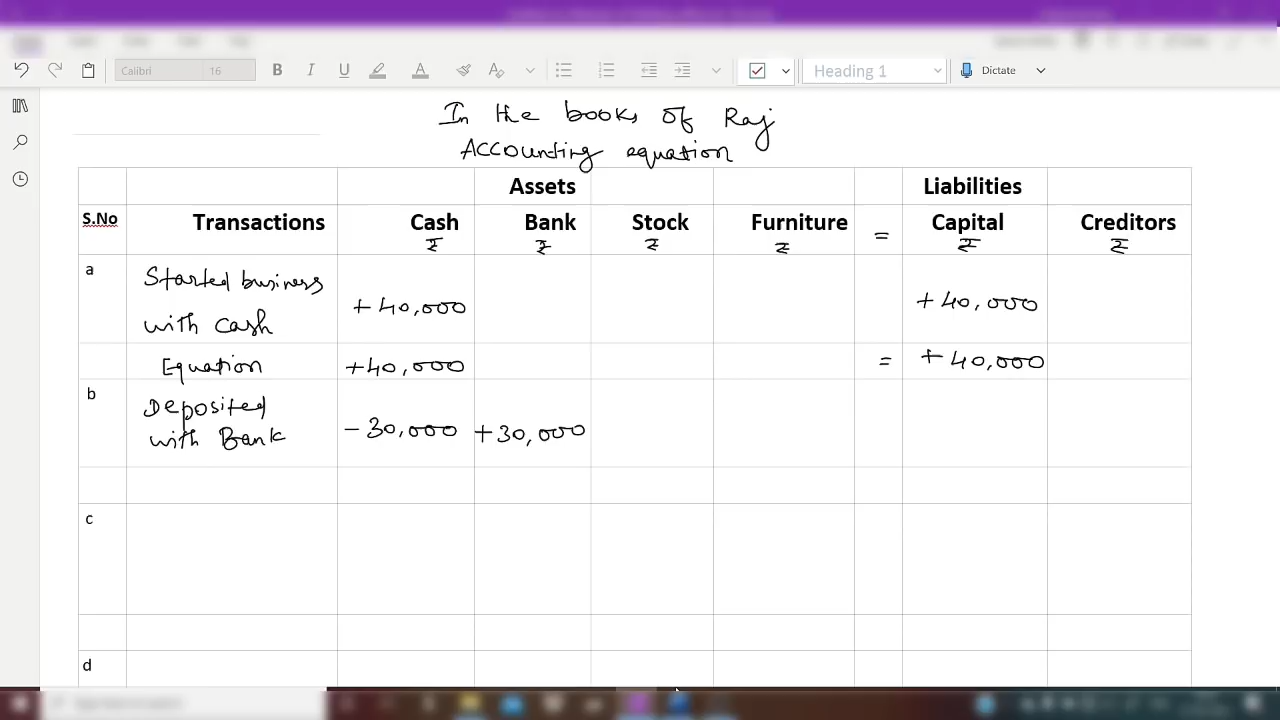 Calibri 16 B I U Heading 1 Dictate
In the books of Raj
Accounting equation
Assets Liabilities
S.No Transactions Cash Bank Stock Furniture = Capital Creditors
₹ ₹ ₹ ₹ ₹ ₹
a Started business with cash +40,000 +40,000
Equation +40,000 = +40,000
b Deposited with Bank -30,000 +30,000
c
d